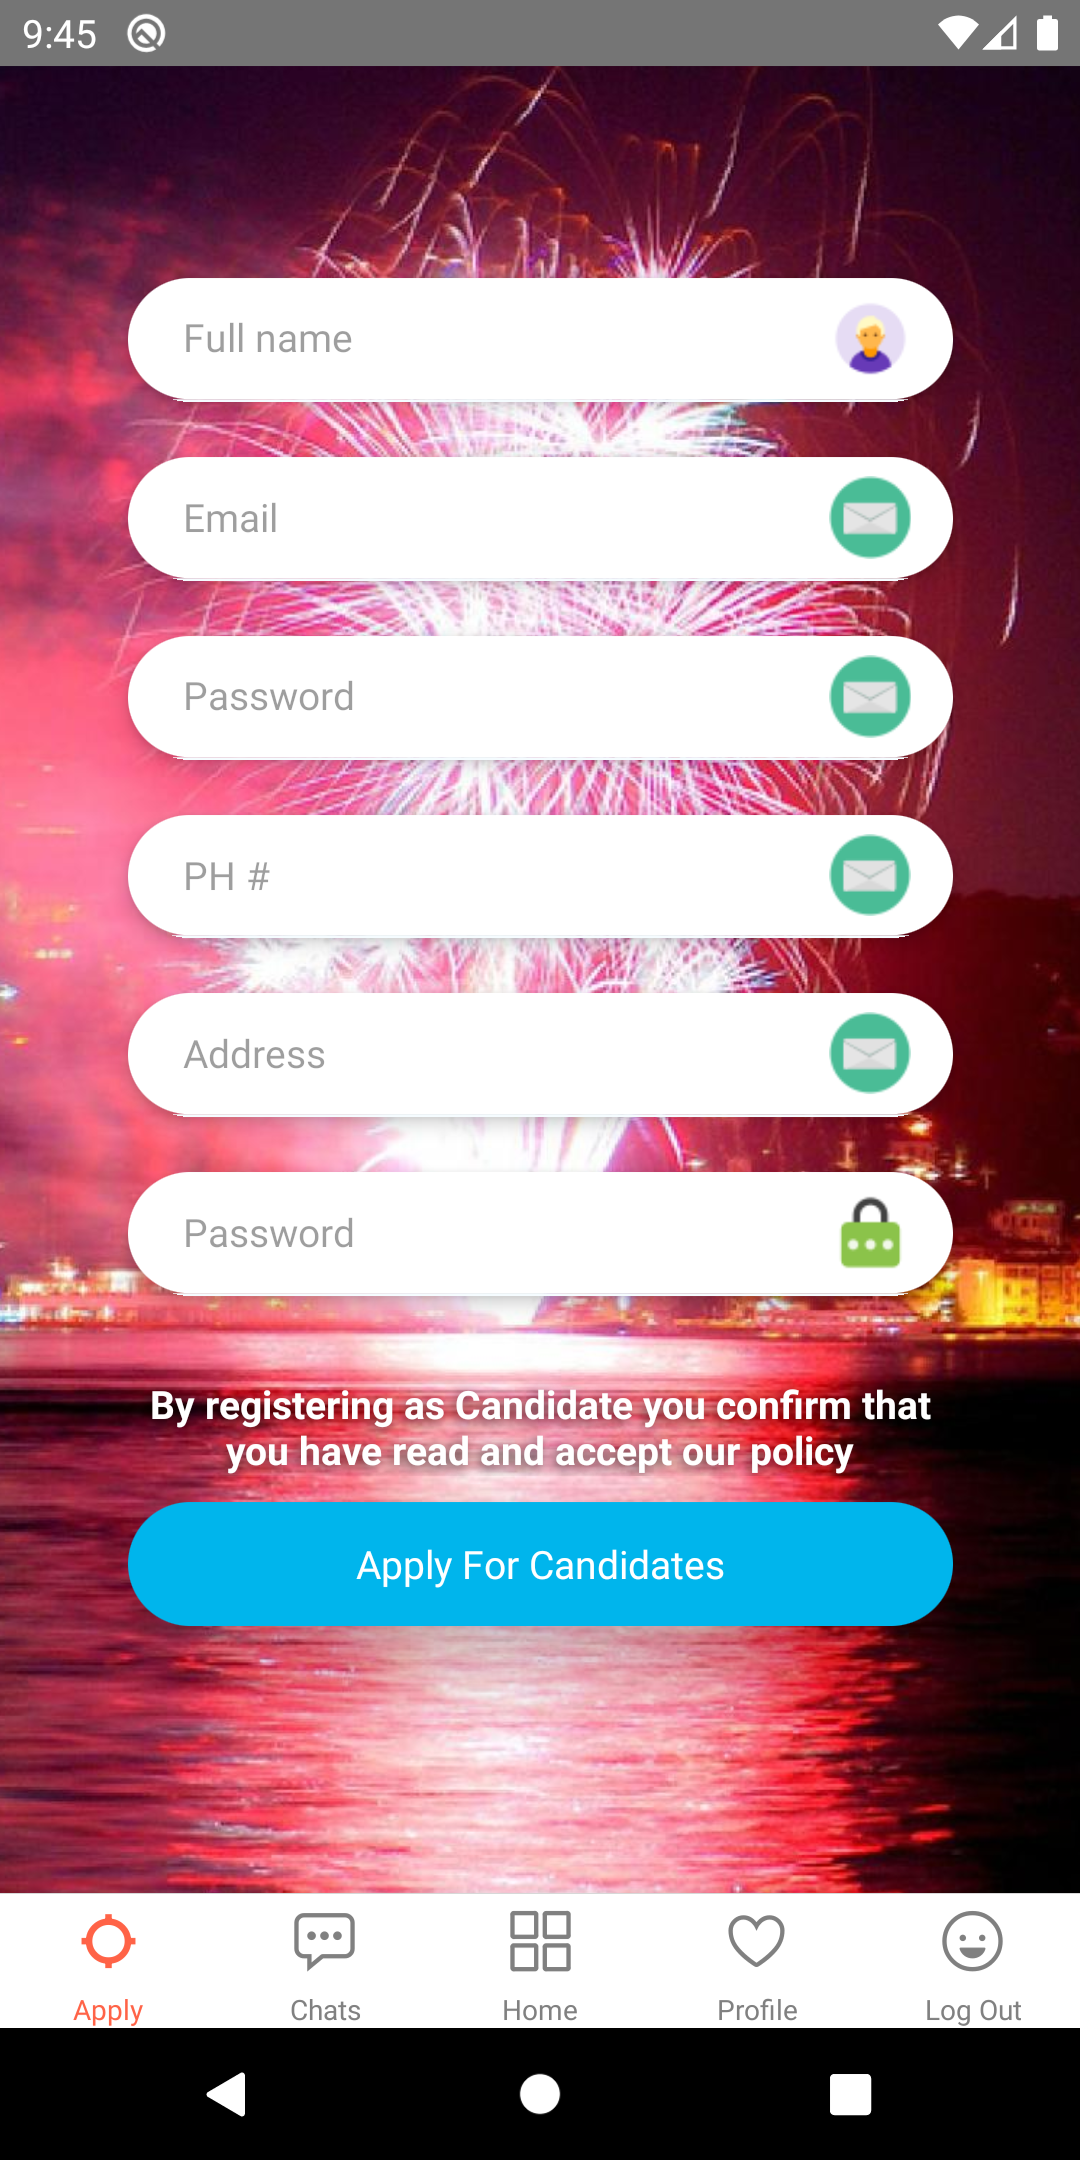 9:45
Full name
Email
Password
PH #
Address
Password
By registering as Candidate you confirm that
you have read and accept our policy
Apply For Candidates
Apply
Chats
Home
Profile
Log Out